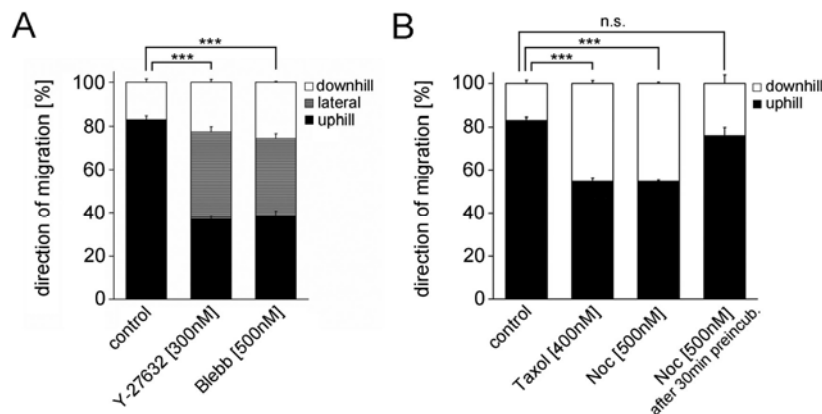 A
***
***
direction of migration [%]
100
80
60
40
20
0
downhill
lateral
uphill
control
Y-27632 [300nM]
Blebb [500nM]
B
n.s.
***
***
direction of migration [%]
100
80
60
40
20
0
downhill
uphill
control
Taxol [400nM]
Noc [500nM]
Noc [500nM]
after 30min preincub.